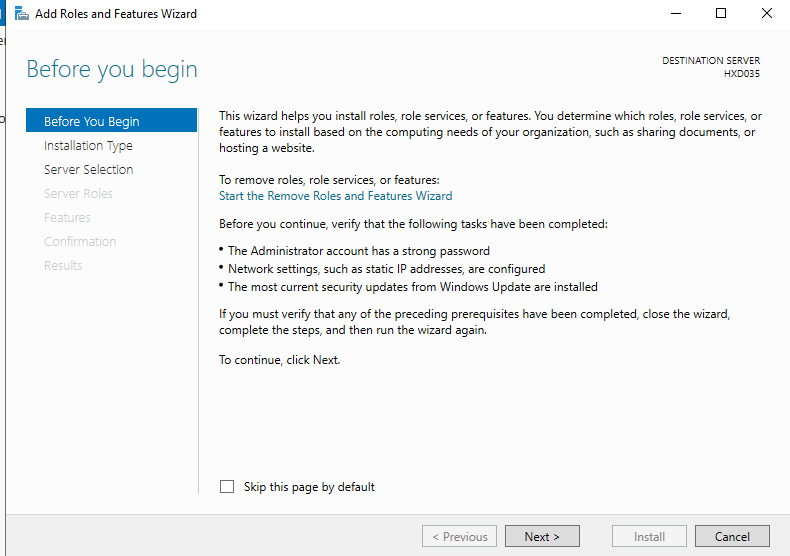 Add Roles and Features Wizard
Before you begin
DESTINATION SERVER
HXD035
Before You Begin
Installation Type
Server Selection
Server Roles
Features
Confirmation
Results
This wizard helps you install roles, role services, or features. You determine which roles, role services, or
features to install based on the computing needs of your organization, such as sharing documents, or
hosting a website.
To remove roles, role services, or features:
Start the Remove Roles and Features Wizard
Before you continue, verify that the following tasks have been completed:
• The Administrator account has a strong password
• Network settings, such as static IP addresses, are configured
• The most current security updates from Windows Update are installed
If you must verify that any of the preceding prerequisites have been completed, close the wizard,
complete the steps, and then run the wizard again.
To continue, click Next.
Skip this page by default
< Previous
Next >
Install
Cancel